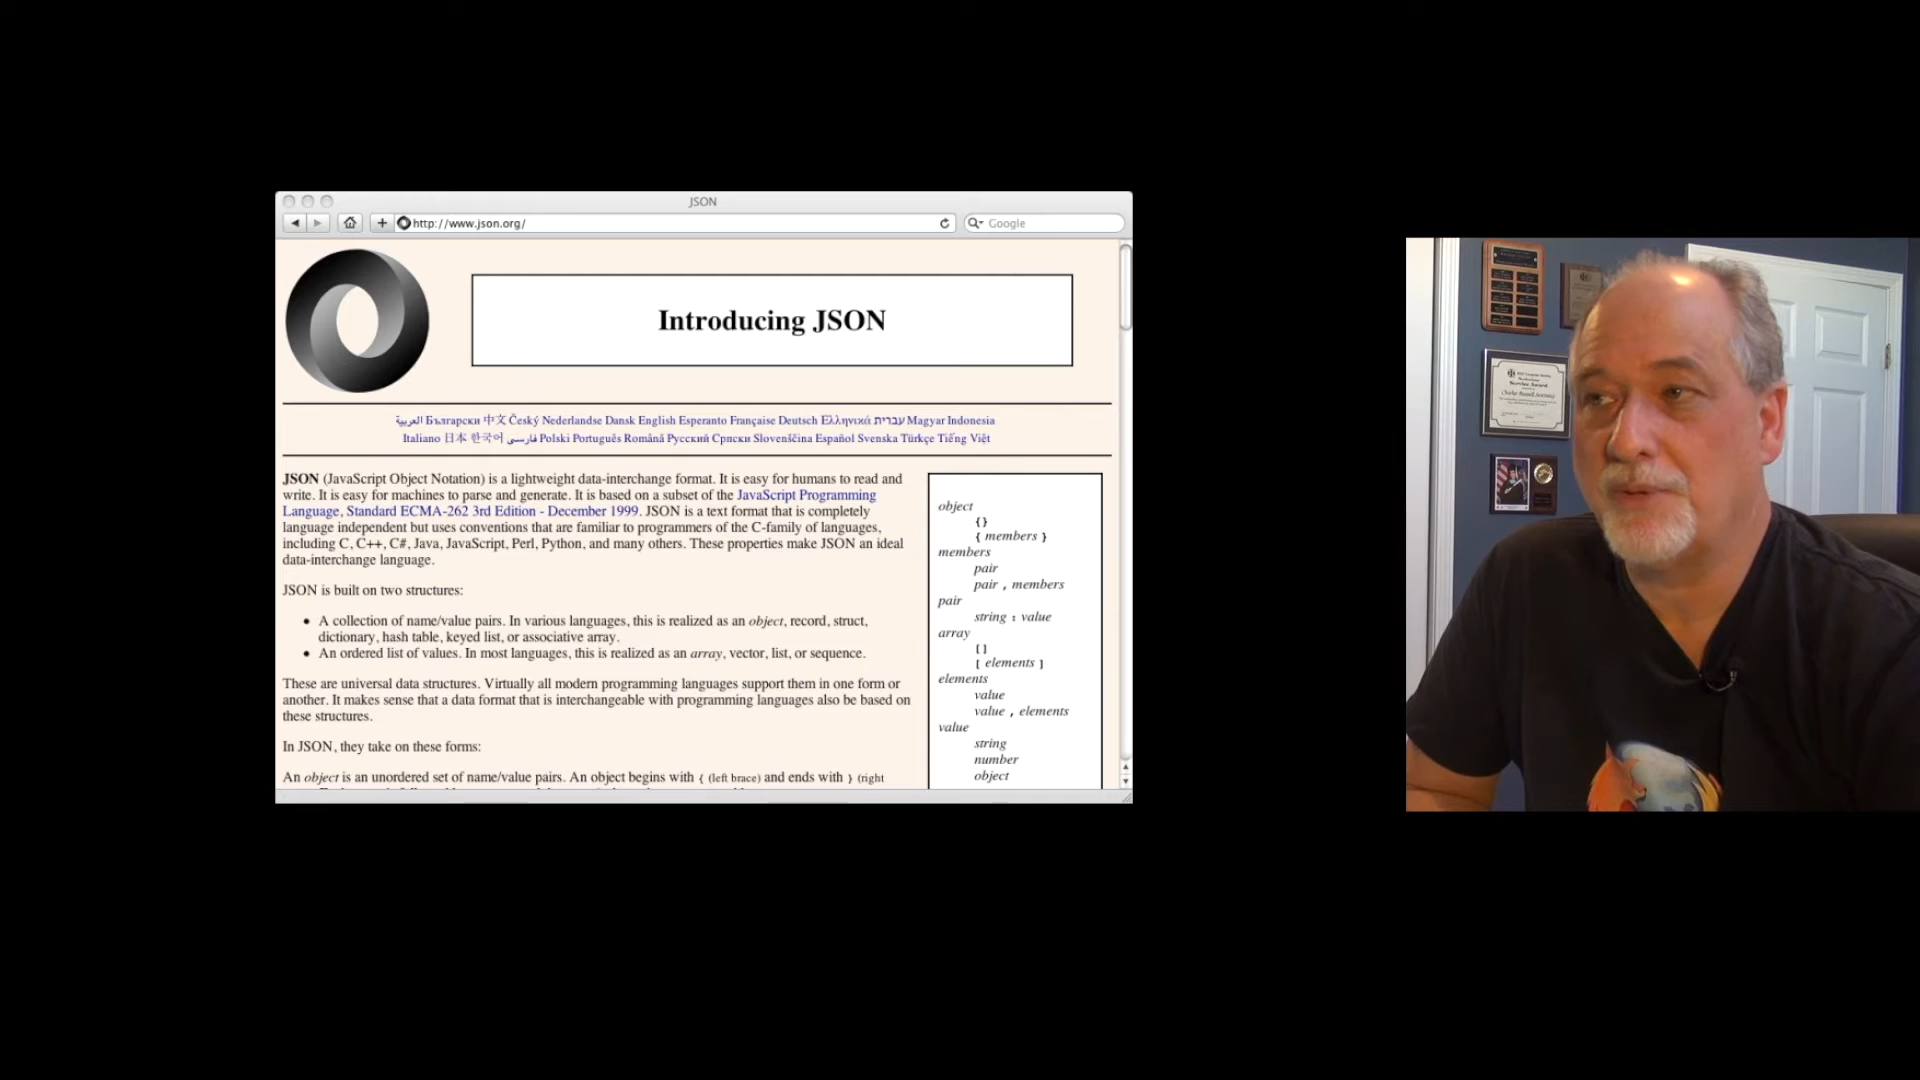 JSON
http://www.json.org/
Google
Introducing JSON
العربية Български 中文 Český Nederlandse Dansk English Esperanto Française Deutsch Ελληνικά עברית Magyar Indonesia
Italiano 日本 한국어 فارسی Polski Português Română Русский Српски Slovenščina Español Svenska Türkçe Tiếng Việt
JSON (JavaScript Object Notation) is a lightweight data-interchange format. It is easy for humans to read and
write. It is easy for machines to parse and generate. It is based on a subset of the JavaScript Programming
Language, Standard ECMA-262 3rd Edition - December 1999. JSON is a text format that is completely
language independent but uses conventions that are familiar to programmers of the C-family of languages,
including C, C++, C#, Java, JavaScript, Perl, Python, and many others. These properties make JSON an ideal
data-interchange language.
JSON is built on two structures:
• A collection of name/value pairs. In various languages, this is realized as an object, record, struct,
dictionary, hash table, keyed list, or associative array.
• An ordered list of values. In most languages, this is realized as an array, vector, list, or sequence.
These are universal data structures. Virtually all modern programming languages support them in one form or
another. It makes sense that a data format that is interchangeable with programming languages also be based on
these structures.
In JSON, they take on these forms:
An object is an unordered set of name/value pairs. An object begins with { (left brace) and ends with } (right
object
{}
{ members }
members
pair
pair , members
pair
string : value
array
[]
[ elements ]
elements
value
value , elements
value
string
number
object
Service Award